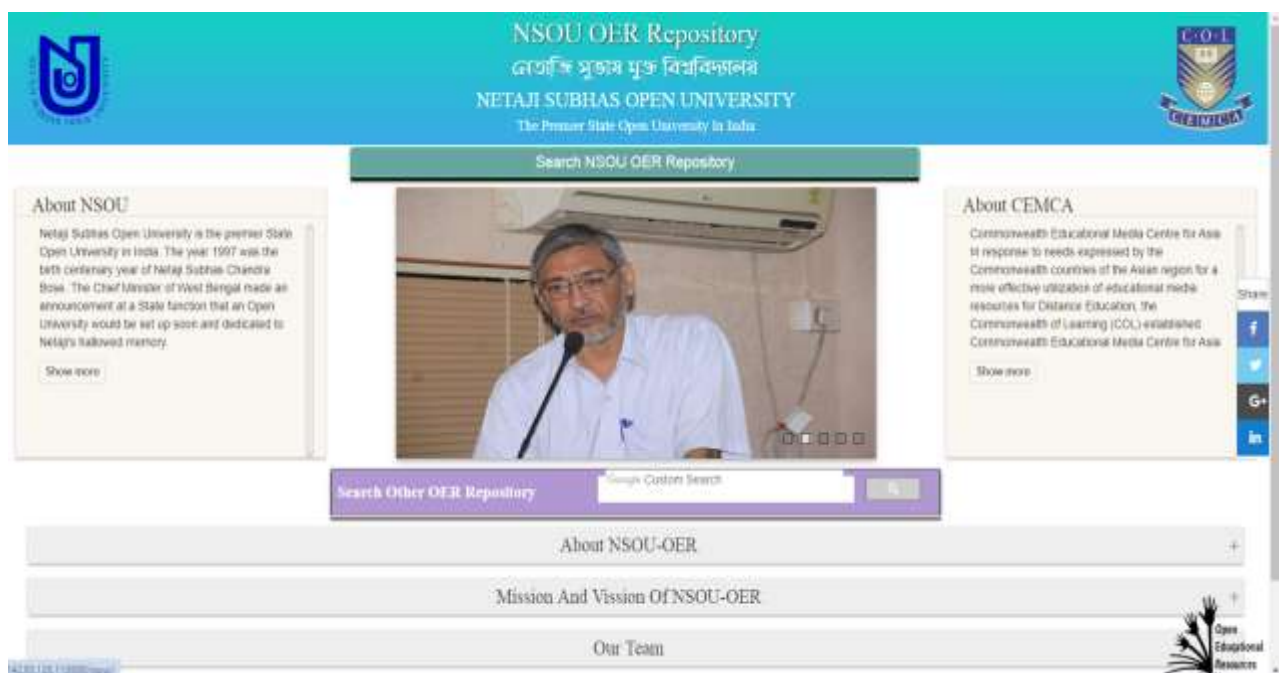 NSOU OER Repository
নেতাজি সুভাষ মুক্ত বিশ্ববিদ্যালয়
NETAJI SUBHAS OPEN UNIVERSITY
The Premier State Open University In India
C·O·L
CEMCA
Search NSOU OER Repository
About NSOU
Netaji Subhas Open University is the premier State
Open University in India. The year 1997 was the
birth centenary year of Netaji Subhas Chandra
Bose. The Chief Minister of West Bengal made an
announcement at a State function that an Open
University would be set up soon and dedicated to
Netaji's hallowed memory.
Show more
About CEMCA
Commonwealth Educational Media Centre for Asia
In response to needs expressed by the
Commonwealth countries of the Asian region for a
more effective utilization of educational media
resources for Distance Education, the
Commonwealth of Learning (COL) established
Commonwealth Educational Media Centre for Asia
Show more
Share
f
G+
in
Search Other OER Repository
Google Custom Search
About NSOU-OER
+
Mission And Vission Of NSOU-OER
+
Our Team
Open
Educational
Resources